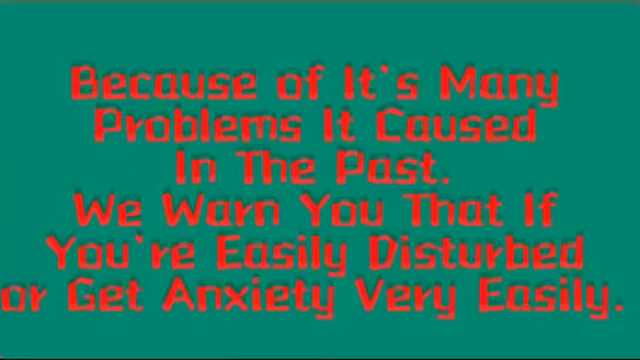 Because of It's Many
Problems It Caused
In The Past.
We Warn You That If
You're Easily Disturbed
or Get Anxiety Very Easily.